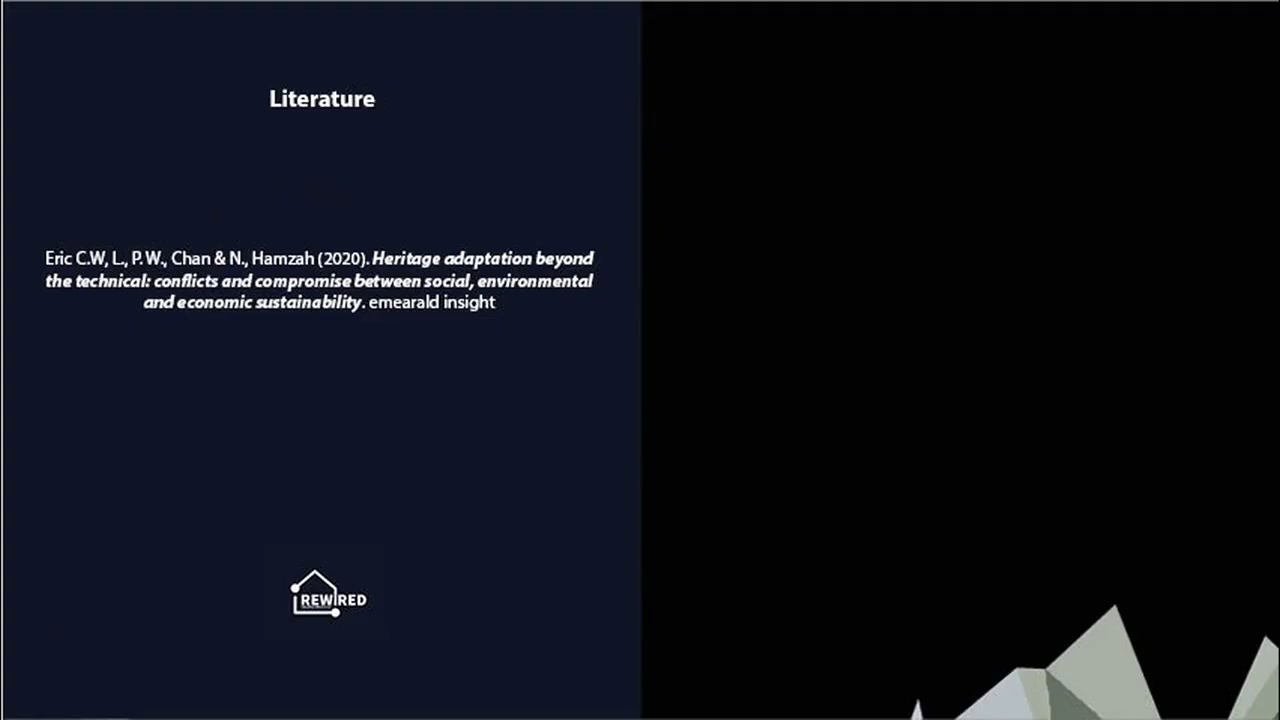 Literature
Eric C.W, L., P. W., Chan & N., Hamzah (2020). Heritage adaptation beyond
the technical: conflicts and compromise between social, environmental
and economic sustainability. emearald insight
REWIRED